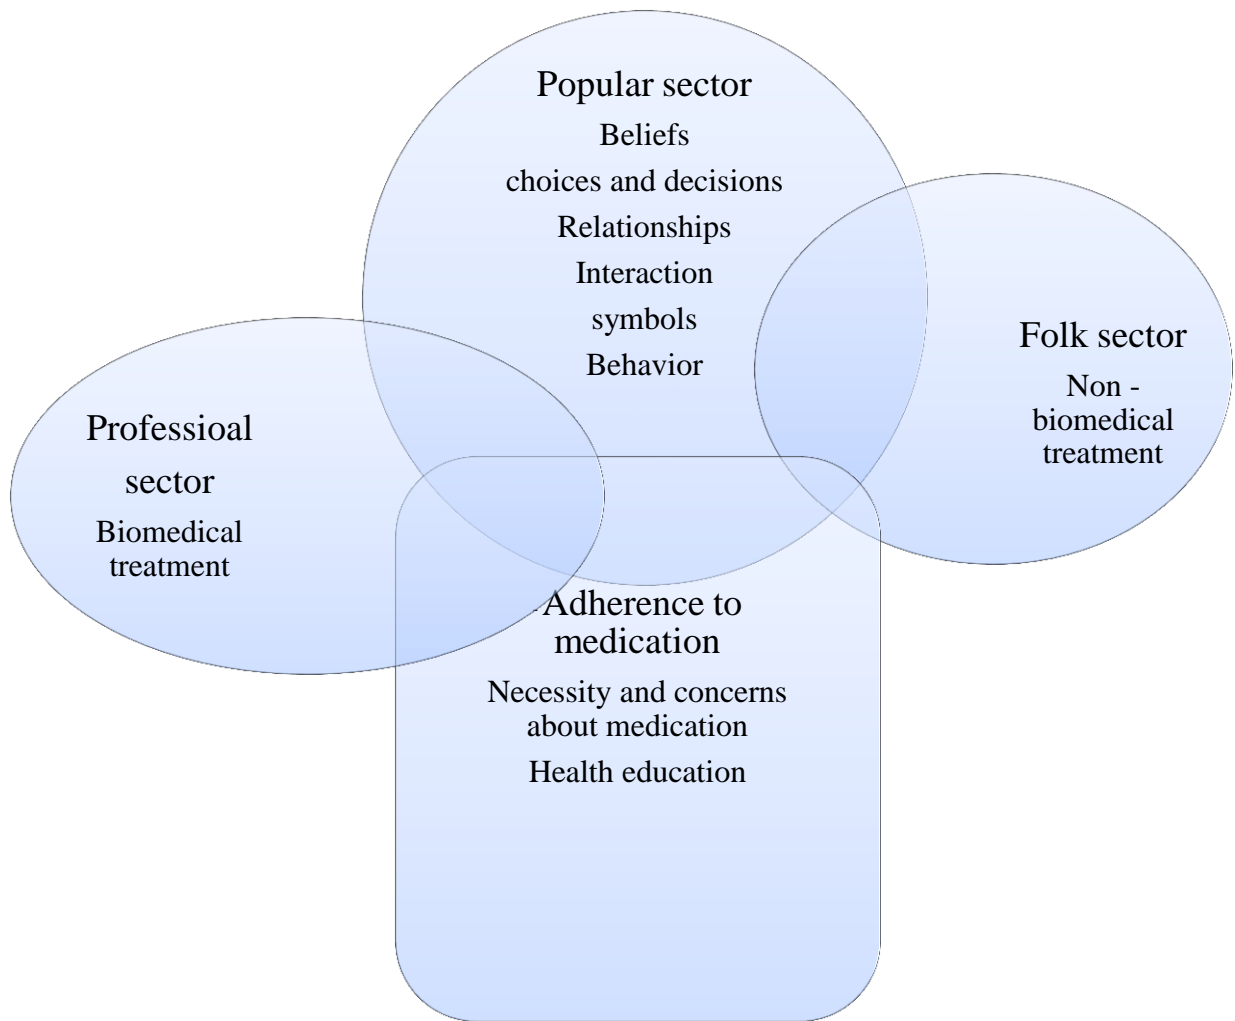 Popular sector
Beliefs
choices and decisions
Relationships
Interaction
symbols
Behavior
Folk sector
Non -
biomedical
treatment
Professioal
sector
Biomedical
treatment
Adherence to
medication
Necessity and concerns
about medication
Health education